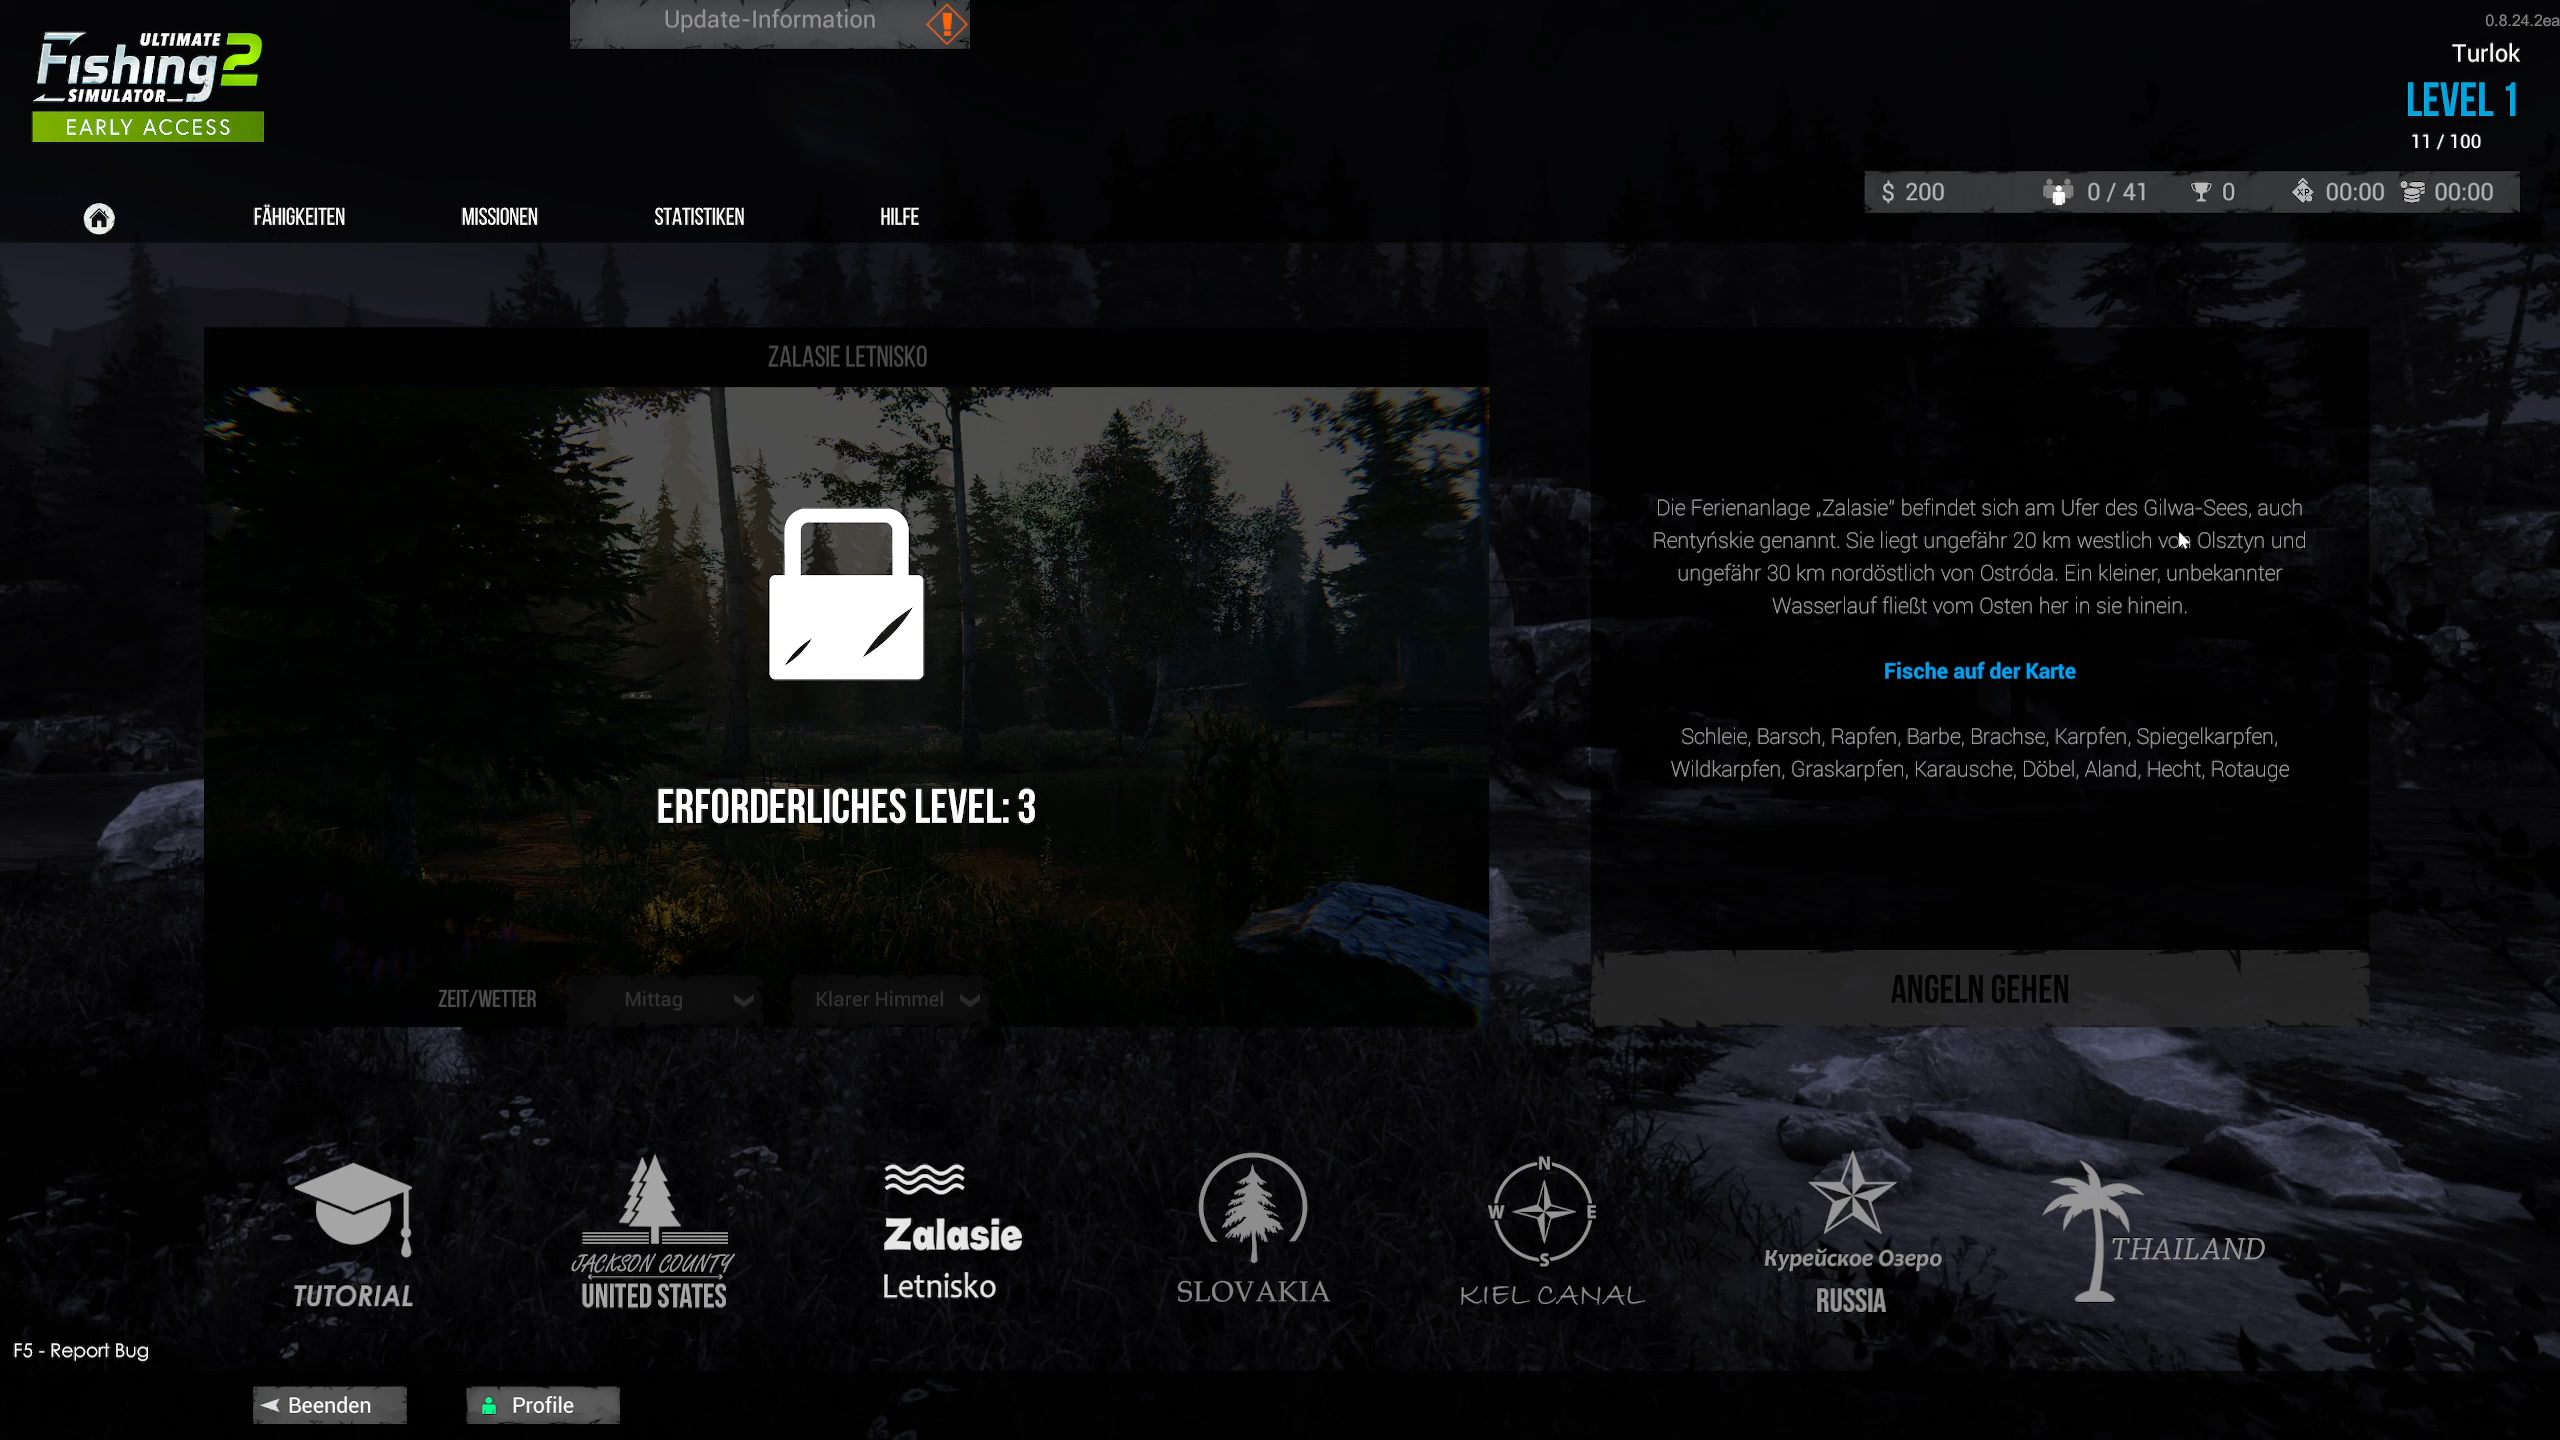 Update-Information
0.8.24.2ea
ULTIMATE
Fishing 2
SIMULATOR
EARLY ACCESS
Turlok
LEVEL 1
11 / 100
$ 200 0 / 41 0 XP 00:00 00:00
FÄHIGKEITEN MISSIONEN STATISTIKEN HILFE
ZALASIE LETNISKO
ERFORDERLICHES LEVEL: 3
ZEIT/WETTER Mittag Klarer Himmel
Die Ferienanlage „Zalasie“ befindet sich am Ufer des Gilwa-Sees, auch
Rentyńskie genannt. Sie liegt ungefähr 20 km westlich von Olsztyn und
ungefähr 30 km nordöstlich von Ostróda. Ein kleiner, unbekannter
Wasserlauf fließt vom Osten her in sie hinein.
Fische auf der Karte
Schleie, Barsch, Rapfen, Barbe, Brachse, Karpfen, Spiegelkarpfen,
Wildkarpfen, Graskarpfen, Karausche, Döbel, Aland, Hecht, Rotauge
ANGELN GEHEN
TUTORIAL
JACKSON COUNTY
UNITED STATES
Zalasie
Letnisko
SLOVAKIA
N
W E
S
KIEL CANAL
Курейское Озеро
RUSSIA
THAILAND
F5 - Report Bug
Beenden Profile